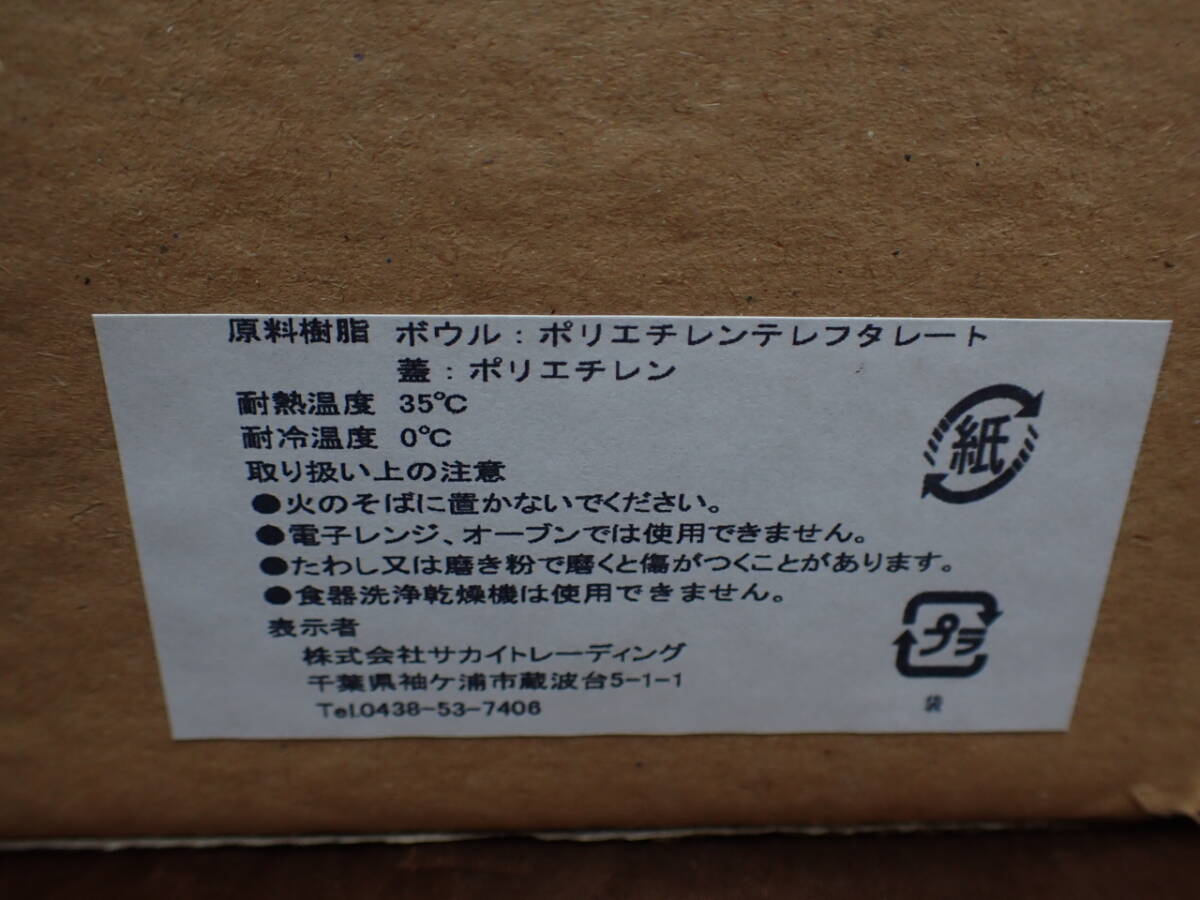 原料樹脂 ボウル：ポリエチレンテレフタレート
蓋：ポリエチレン
耐熱温度 35℃
耐冷温度 0℃
取り扱い上の注意
●火のそばに置かないでください。
●電子レンジ、オーブンでは使用できません。
●たわし又は磨き粉で磨くと傷がつくことがあります。
●食器洗浄乾燥機は使用できません。
表示者
株式会社サカイトレーディング
千葉県袖ケ浦市蔵波台5-1-1
Tel.0438-53-7406
紙
プラ
袋